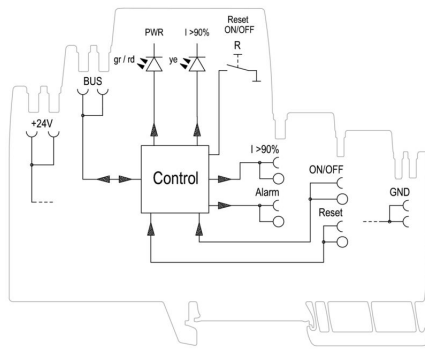 PWR
I >90%
Reset
ON/OFF
R
gr / rd
ye
BUS
+24V
I >90%
ON/OFF
Control
Alarm
Reset
GND